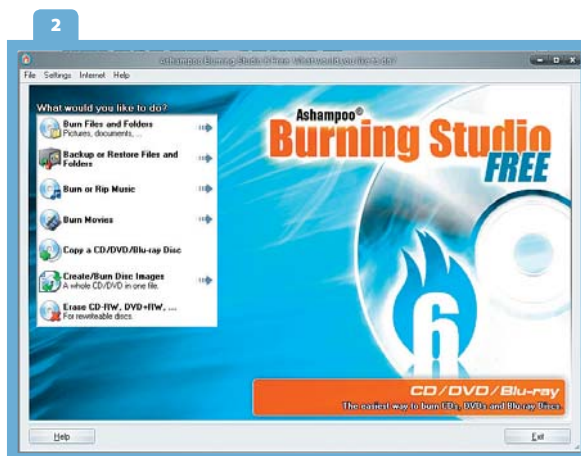 2
Ashampoo Burning Studio 6 Free: What would you like to do?
File Settings Internet Help
What would you like to do?
Burn Files and Folders
Pictures, documents, ...
Backup or Restore Files and
Folders
Burn or Rip Music
Burn Movies
Copy a CD/DVD/Blu-ray Disc
Create/Burn Disc Images
A whole CD/DVD in one file.
Erase CD-RW, DVD+RW, ...
For rewriteable discs.
Ashampoo®
Burning Studio
FREE
6
CD/DVD/Blu-ray
The easiest way to burn CDs, DVDs and Blu-ray Discs.
Help
Exit